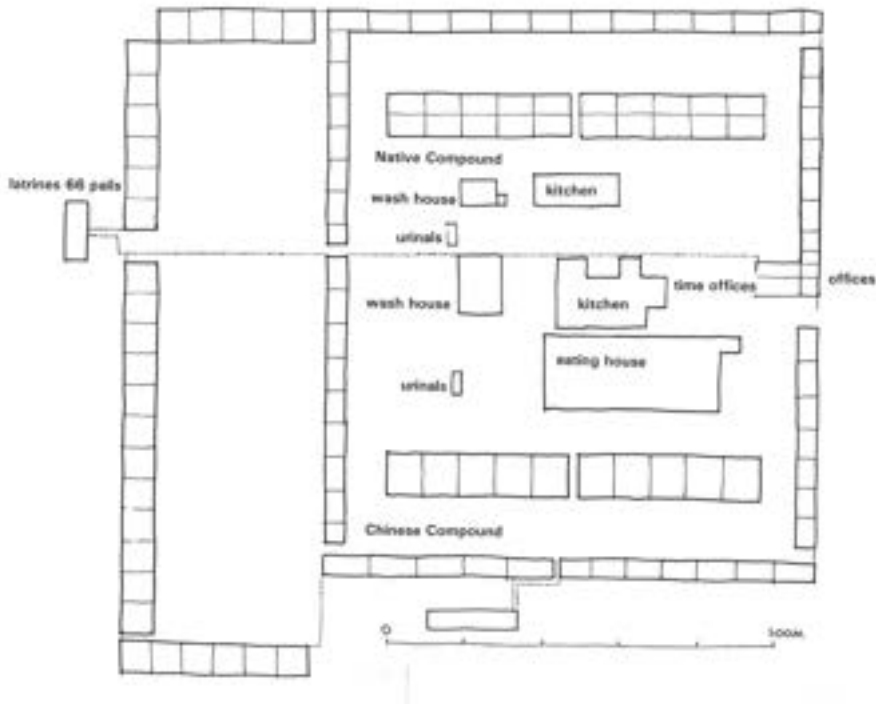 Native Compound
latrines 66 pails
wash house
kitchen
urinals
time offices
offices
wash house
kitchen
eating house
urinals
Chinese Compound
0
100M.